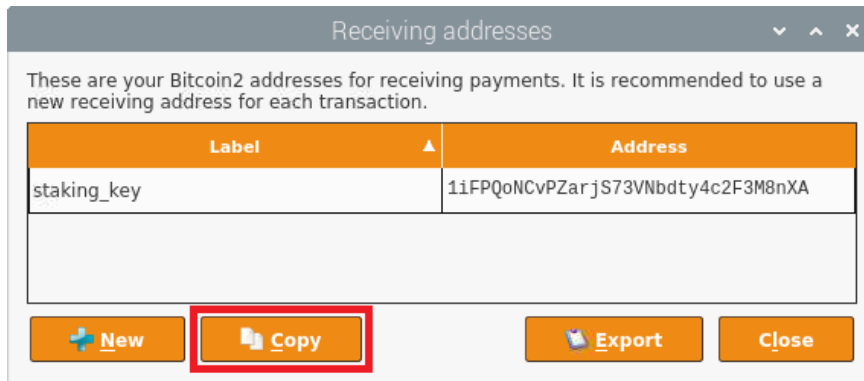 Receiving addresses
These are your Bitcoin2 addresses for receiving payments. It is recommended to use a
new receiving address for each transaction.
Label Address
staking_key 1iFPQoNCvPZarjS73VNbdty4c2F3M8nXA
New Copy Export Close